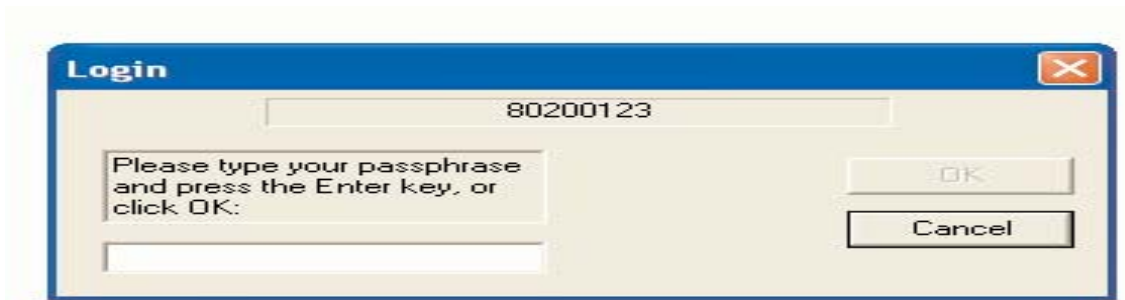 Login
80200123
Please type your passphrase
and press the Enter key, or
click OK:
OK
Cancel